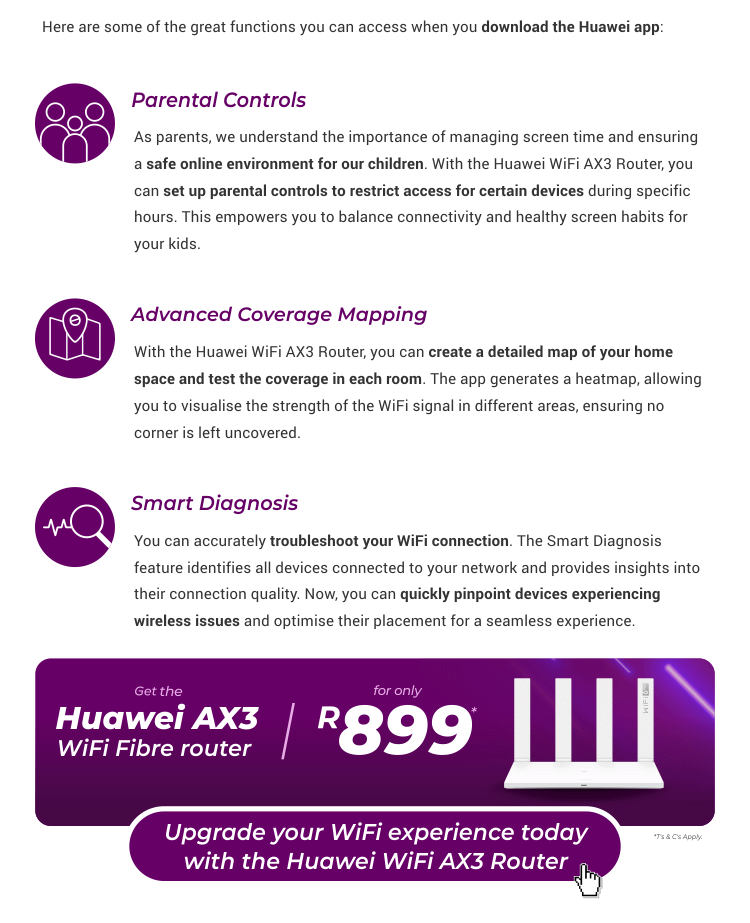 Here are some of the great functions you can access when you download the Huawei app:
Parental Controls
As parents, we understand the importance of managing screen time and ensuring
a safe online environment for our children. With the Huawei WiFi AX3 Router, you
can set up parental controls to restrict access for certain devices during specific
hours. This empowers you to balance connectivity and healthy screen habits for
your kids.
Advanced Coverage Mapping
With the Huawei WiFi AX3 Router, you can create a detailed map of your home
space and test the coverage in each room. The app generates a heatmap, allowing
you to visualise the strength of the WiFi signal in different areas, ensuring no
corner is left uncovered.
Smart Diagnosis
You can accurately troubleshoot your WiFi connection. The Smart Diagnosis
feature identifies all devices connected to your network and provides insights into
their connection quality. Now, you can quickly pinpoint devices experiencing
wireless issues and optimise their placement for a seamless experience.
Get the
Huawei AX3
WiFi Fibre router
for only
R899*
*T's & C's Apply.
Upgrade your WiFi experience today
with the Huawei WiFi AX3 Router